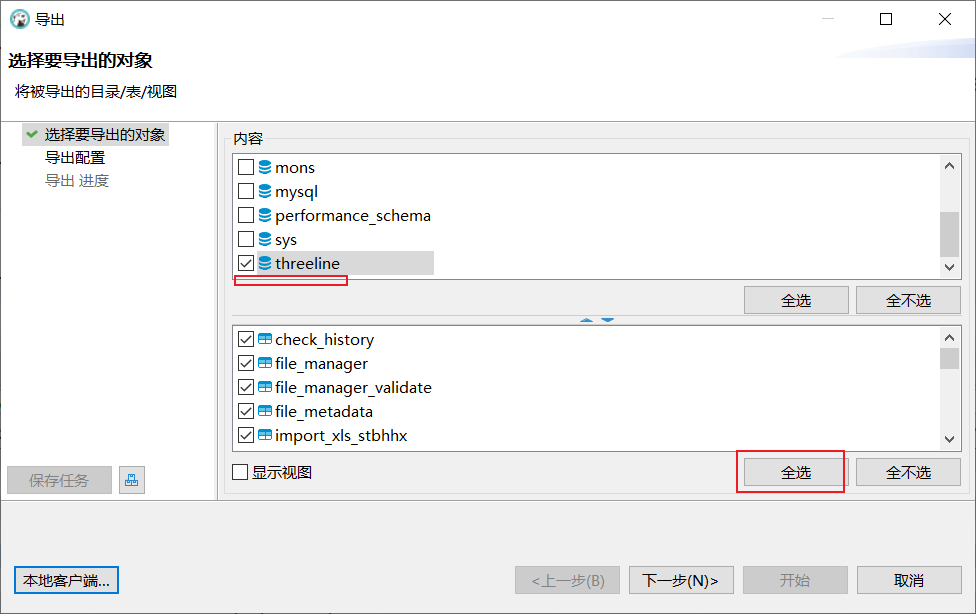 导出
选择要导出的对象
将被导出的目录/表/视图
选择要导出的对象
导出配置
导出 进度
内容
mons
mysql
performance_schema
sys
threeline
全选
全不选
check_history
file_manager
file_manager_validate
file_metadata
import_xls_stbhhx
显示视图
全选
全不选
保存任务
本地客户端...
<上一步(B)
下一步(N)>
开始
取消